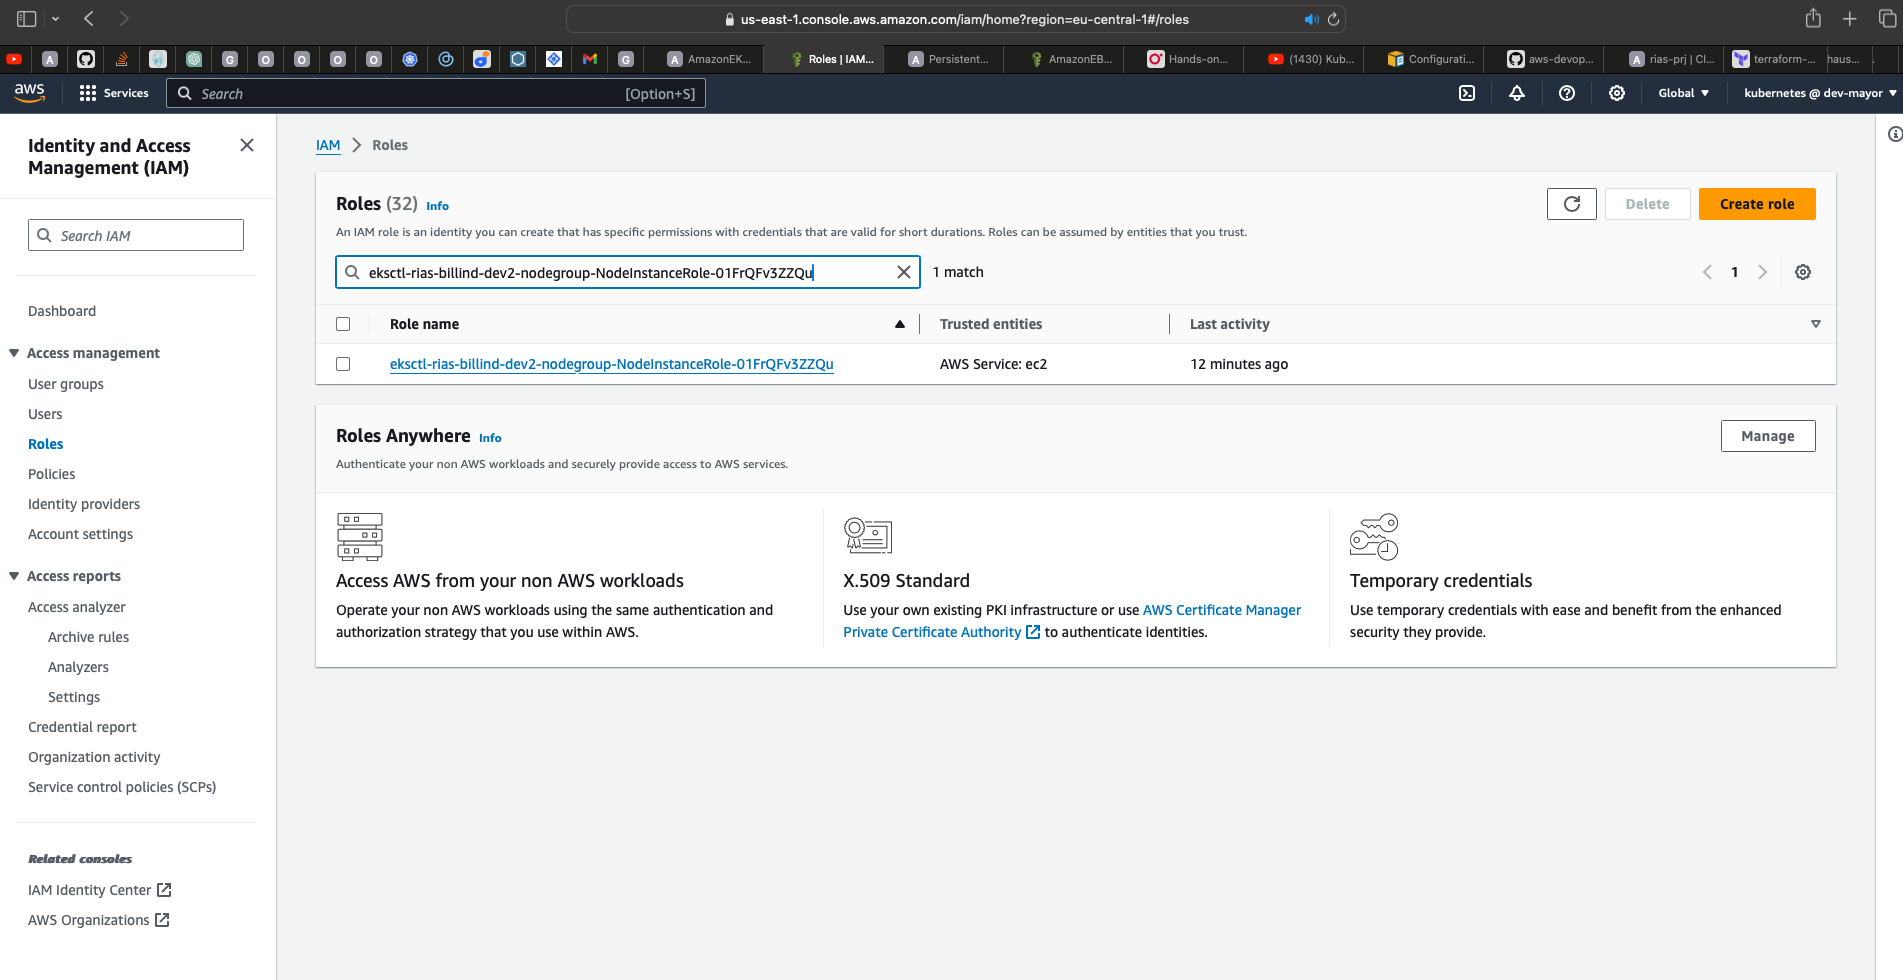 us-east-1.console.aws.amazon.com/iam/home?region=eu-central-1#/roles
AmazonEK...
Roles | IAM...
Persistent...
AmazonEB...
Hands-on...
(1430) Kub...
Configurati...
aws-devop...
rias-prj | Cl...
terraform-...
haus...
aws
Services
Search
[Option+S]
Global
kubernetes @ dev-mayor
Identity and Access
Management (IAM)
Search IAM
Dashboard
Access management
User groups
Users
Roles
Policies
Identity providers
Account settings
Access reports
Access analyzer
Archive rules
Analyzers
Settings
Credential report
Organization activity
Service control policies (SCPs)
Related consoles
IAM Identity Center
AWS Organizations
IAM > Roles
Roles (32) Info
Delete
Create role
An IAM role is an identity you can create that has specific permissions with credentials that are valid for short durations. Roles can be assumed by entities that you trust.
eksctl-rias-billind-dev2-nodegroup-NodeInstanceRole-01FrQFv3ZZQu
1 match
1
Role name
Trusted entities
Last activity
eksctl-rias-billind-dev2-nodegroup-NodeInstanceRole-01FrQFv3ZZQu
AWS Service: ec2
12 minutes ago
Roles Anywhere Info
Manage
Authenticate your non AWS workloads and securely provide access to AWS services.
Access AWS from your non AWS workloads
Operate your non AWS workloads using the same authentication and
authorization strategy that you use within AWS.
X.509 Standard
Use your own existing PKI infrastructure or use AWS Certificate Manager
Private Certificate Authority to authenticate identities.
Temporary credentials
Use temporary credentials with ease and benefit from the enhanced
security they provide.